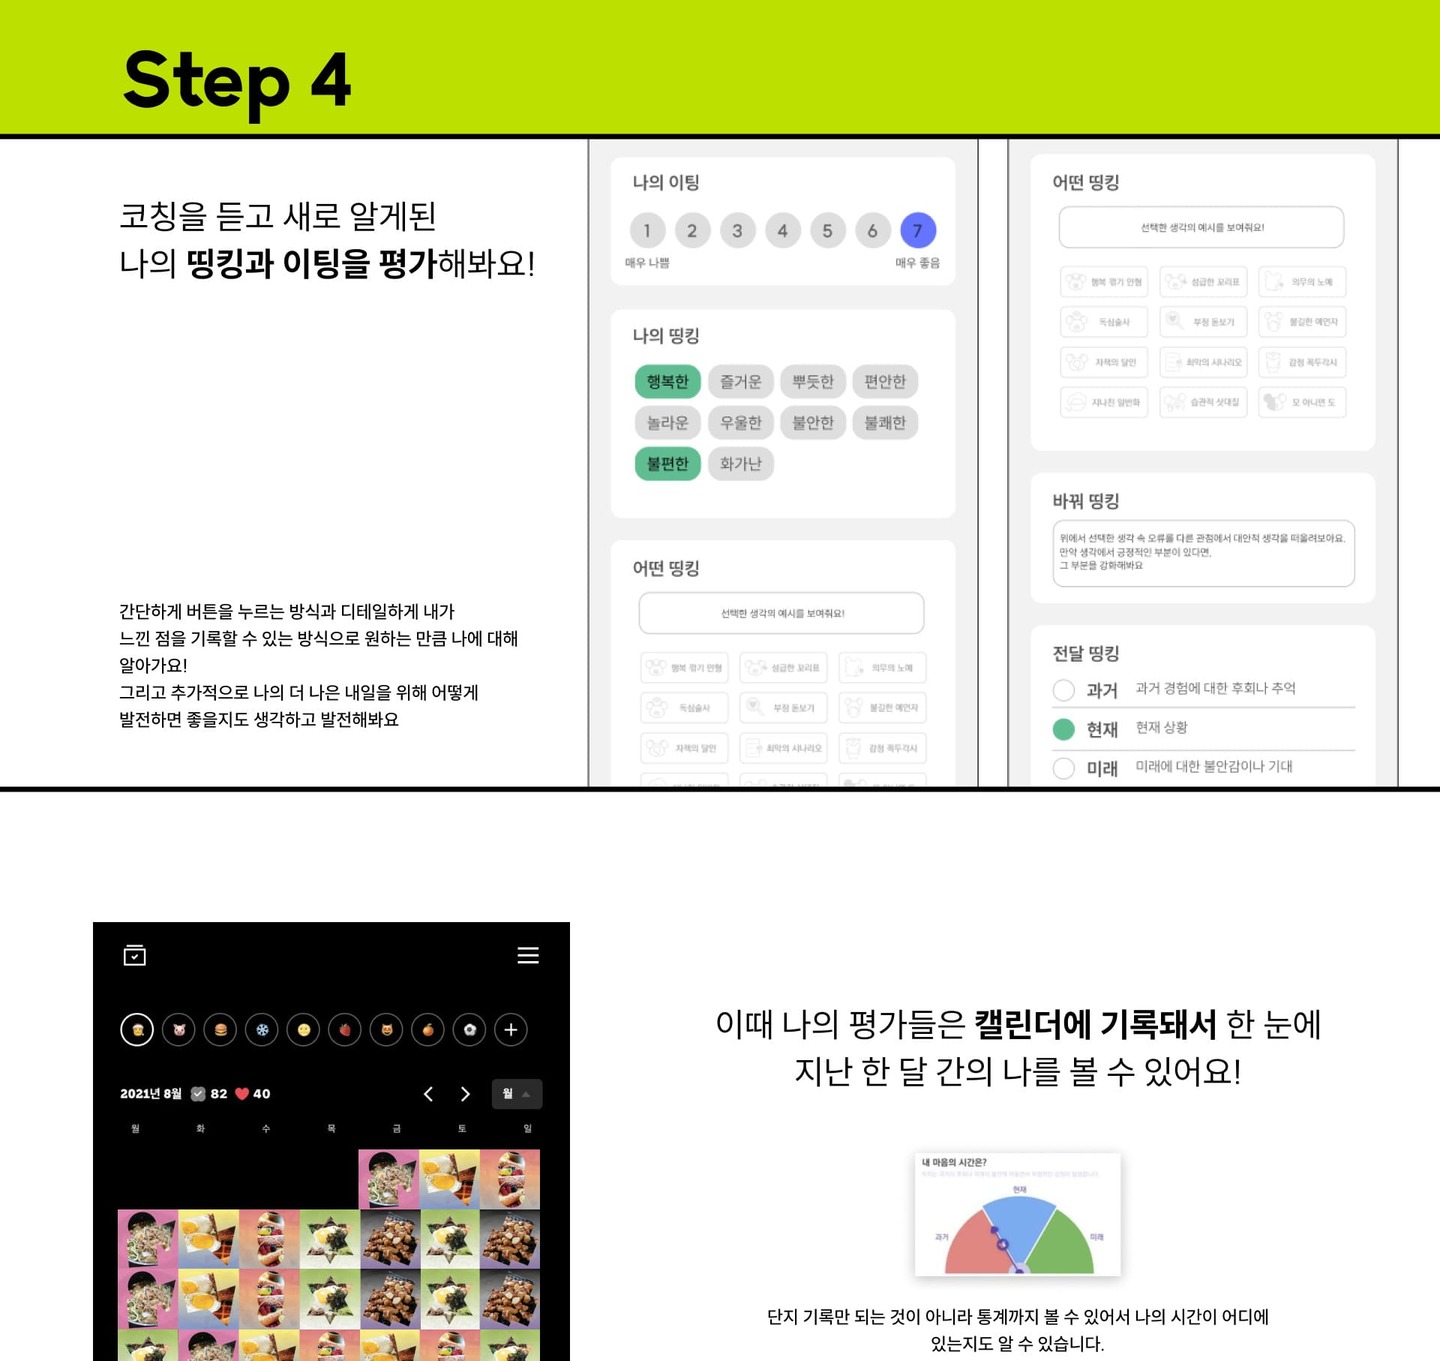 Step 4
코칭을 듣고 새로 알게된
나의 띵킹과 이팅을 평가해봐요!
간단하게 버튼을 누르는 방식과 디테일하게 내가
느낀 점을 기록할 수 있는 방식으로 원하는 만큼 나에 대해
알아가요!
그리고 추가적으로 나의 더 나은 내일을 위해 어떻게
발전하면 좋을지도 생각하고 발전해봐요
나의 이팅
1 2 3 4 5 6 7
매우 나쁨 매우 좋음
나의 띵킹
행복한 즐거운 뿌듯한 편안한
놀라운 우울한 불안한 불쾌한
불편한 화가난
어떤 띵킹
선택한 생각의 예시를 보여줘요!
행복 깎기 인형 성급한 꼬리표 의무의 노예
독심술사 부정 돋보기 불길한 예언자
자책의 달인 최악의 시나리오 감정 꼭두각시
어떤 띵킹
선택한 생각의 예시를 보여줘요!
행복 깎기 인형 성급한 꼬리표 의무의 노예
독심술사 부정 돋보기 불길한 예언자
자책의 달인 최악의 시나리오 감정 꼭두각시
지나친 일반화 습관적 삿대질 모 아니면 도
바꿔 띵킹
위에서 선택한 생각 속 오류를 다른 관점에서 대안적 생각을 떠올려보아요.
만약 생각에서 긍정적인 부분이 있다면,
그 부분을 강화해봐요
전달 띵킹
과거 과거 경험에 대한 후회나 추억
현재 현재 상황
미래 미래에 대한 불안감이나 기대
2021년 8월 82 40 월
월 화 수 목 금 토 일
이때 나의 평가들은 캘린더에 기록돼서 한 눈에
지난 한 달 간의 나를 볼 수 있어요!
내 마음의 시간은?
현재
과거 미래
단지 기록만 되는 것이 아니라 통계까지 볼 수 있어서 나의 시간이 어디에
있는지도 알 수 있습니다.